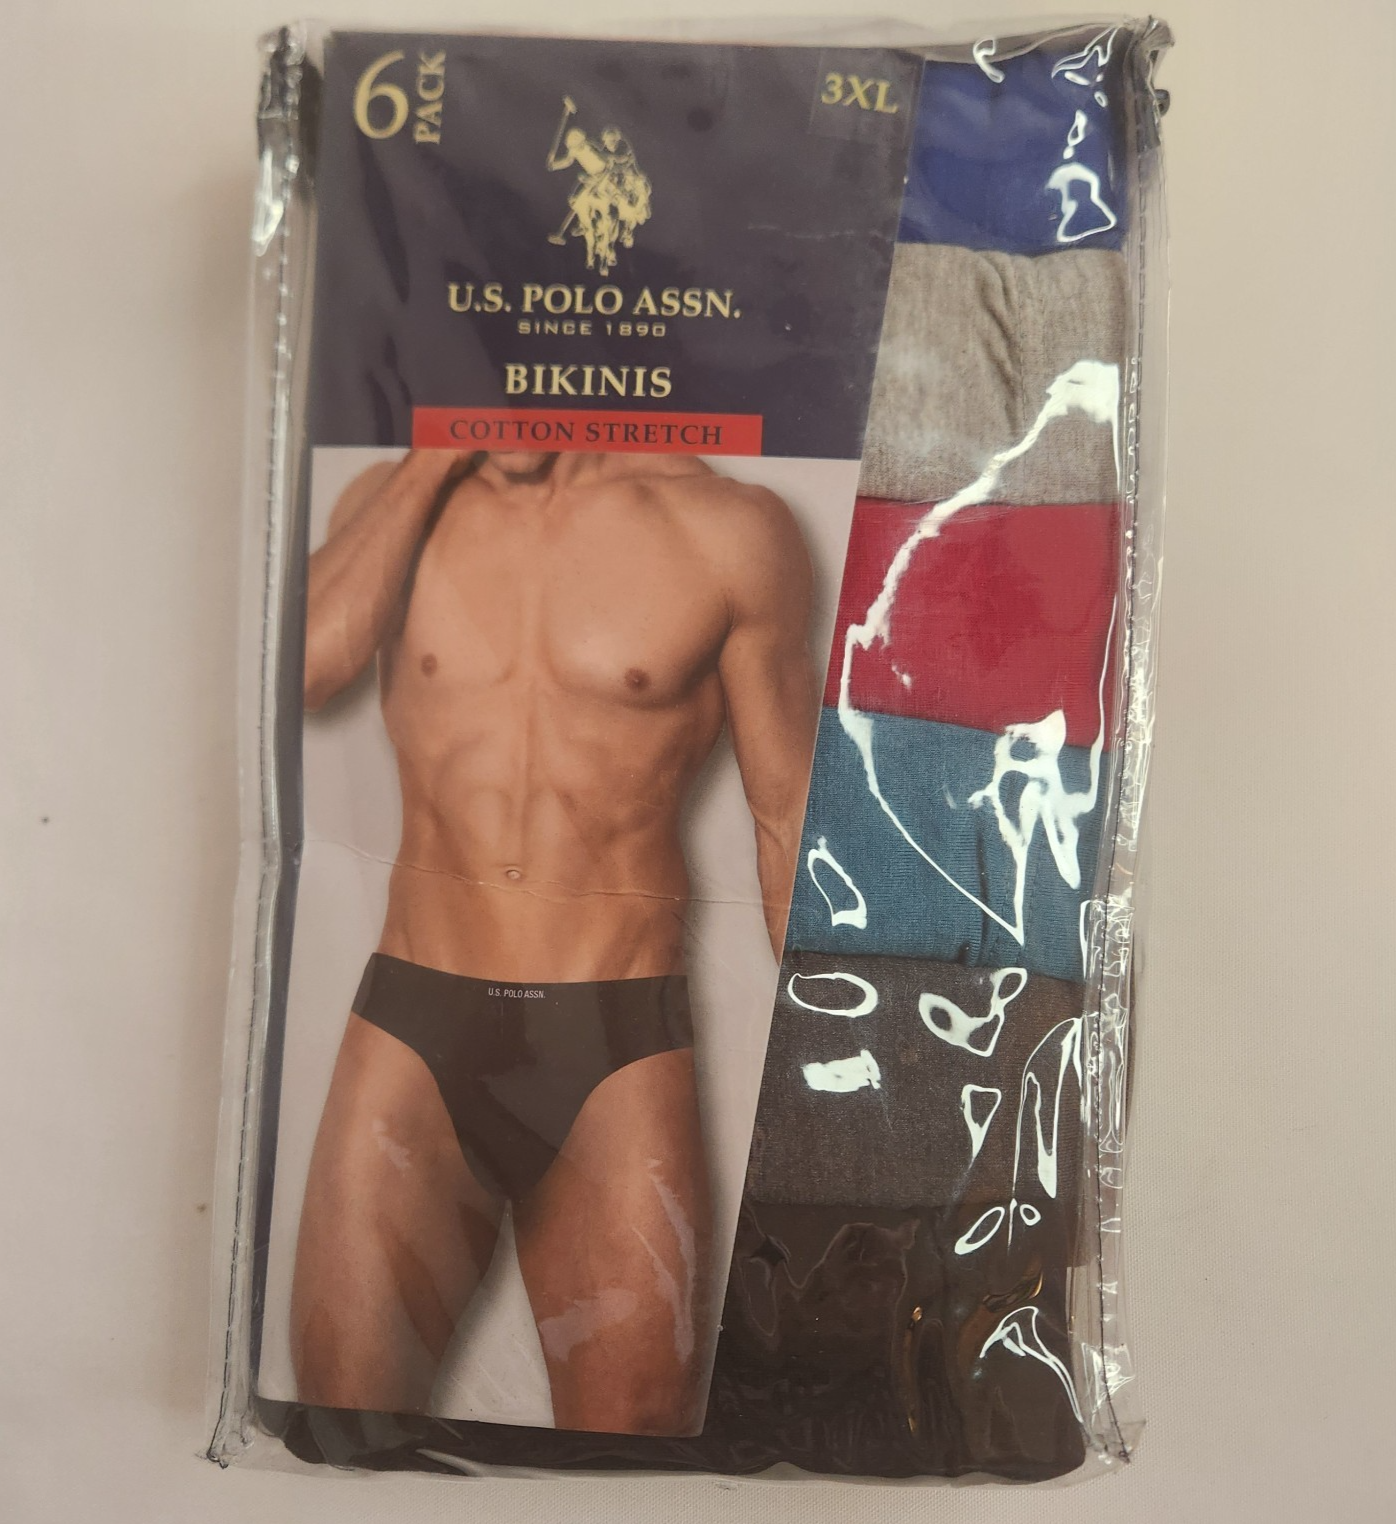 6 PACK
3XL
U.S. POLO ASSN.
SINCE 1890
BIKINIS
COTTON STRETCH
U.S. POLO ASSN.